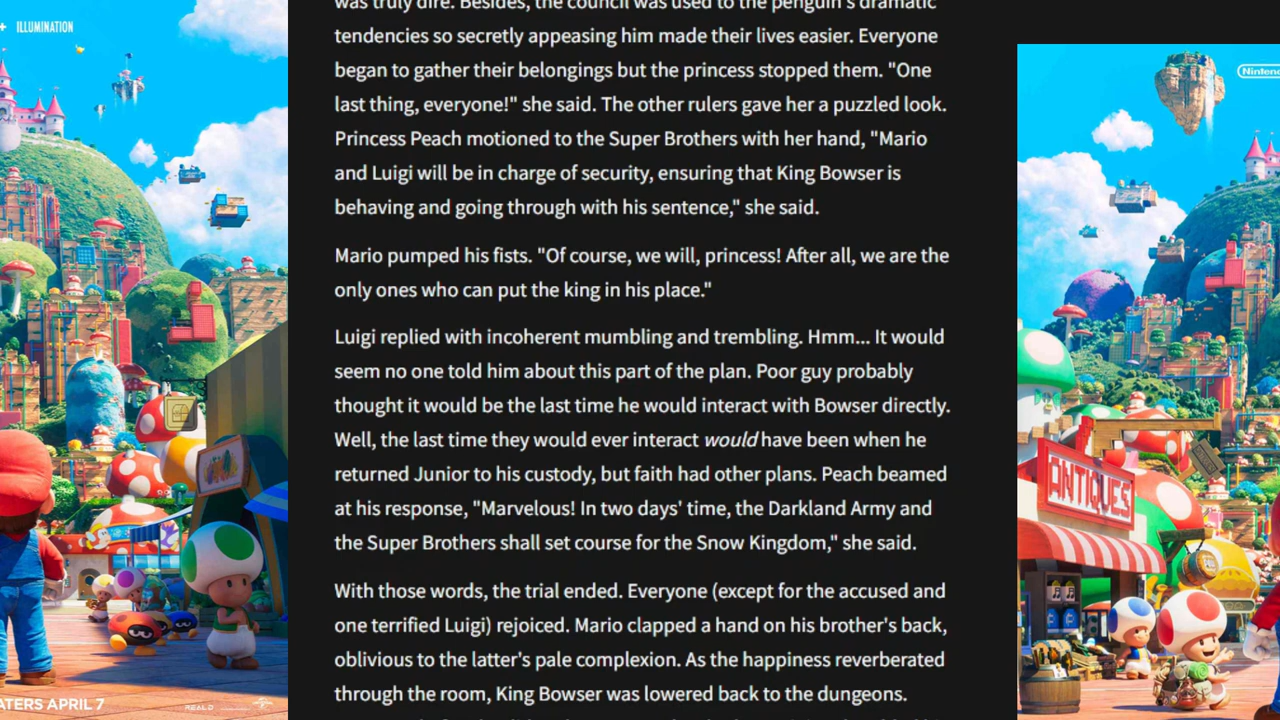 ILLUMINATION
was truly dire. Besides, the council was used to the penguin's dramatic
tendencies so secretly appeasing him made their lives easier. Everyone
began to gather their belongings but the princess stopped them. "One
last thing, everyone!" she said. The other rulers gave her a puzzled look.
Princess Peach motioned to the Super Brothers with her hand, "Mario
and Luigi will be in charge of security, ensuring that King Bowser is
behaving and going through with his sentence," she said.
Mario pumped his fists. "Of course, we will, princess! After all, we are the
only ones who can put the king in his place."
Luigi replied with incoherent mumbling and trembling. Hmm... It would
seem no one told him about this part of the plan. Poor guy probably
thought it would be the last time he would interact with Bowser directly.
Well, the last time they would ever interact would have been when he
returned Junior to his custody, but faith had other plans. Peach beamed
at his response, "Marvelous! In two days' time, the Darkland Army and
the Super Brothers shall set course for the Snow Kingdom," she said.
With those words, the trial ended. Everyone (except for the accused and
one terrified Luigi) rejoiced. Mario clapped a hand on his brother's back,
oblivious to the latter's pale complexion. As the happiness reverberated
through the room, King Bowser was lowered back to the dungeons.
ATERS APRIL 7
REALD
Ninten
ANTIQUES